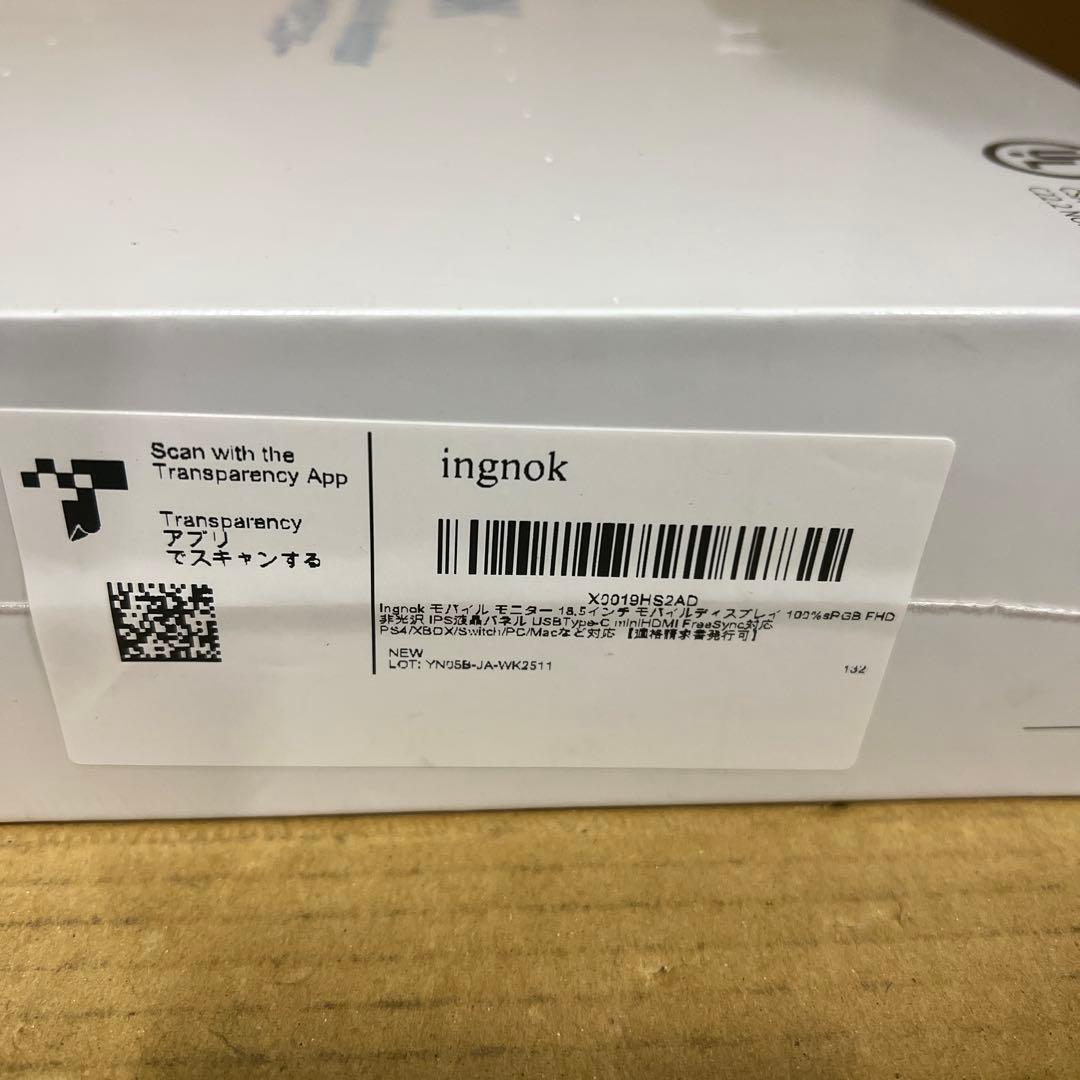 Scan with the
Transparency App
Transparency
アプリ
でスキャンする
ingnok
X0019HS2AD
Ingnok モバイル モニター 18.5インチ モバイルディスプレイ 100%sRGB FHD
非光沢 IPS液晶パネル USBType-C miniHDMI FreeSync対応
PS4/XBOX/Switch/PC/Macなど対応 【適格請求書発行可】
NEW
LOT: YN05B-JA-WK2511
132
UL
C22.2 NO.